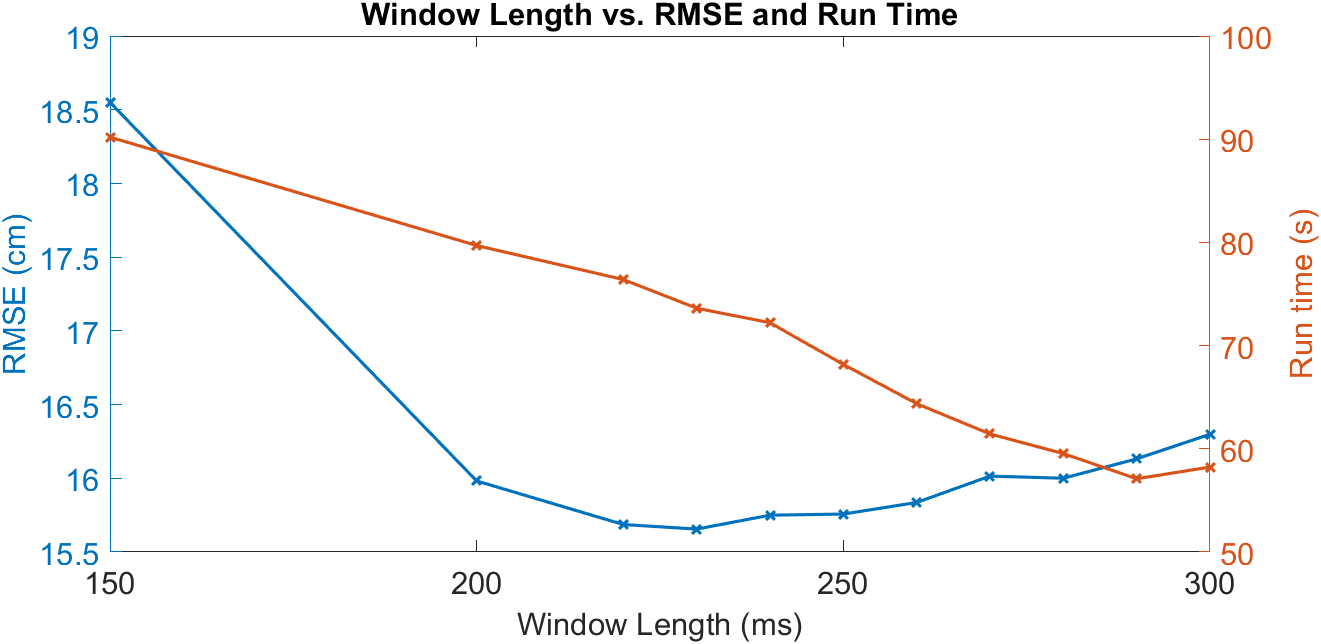 Window Length vs. RMSE and Run Time
RMSE (cm)
19
18.5
18
17.5
17
16.5
16
15.5
100
90
80
70
60
50
Run time (s)
150 200 250 300
Window Length (ms)